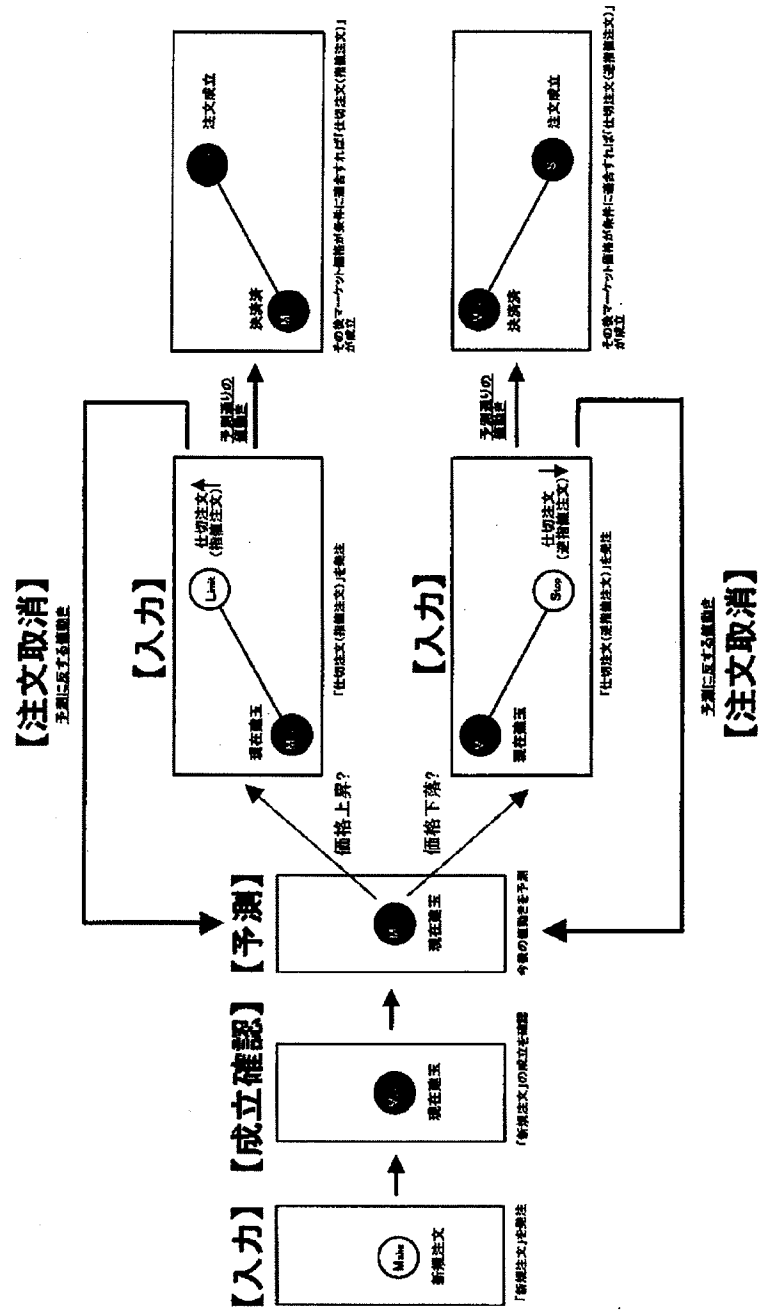 【入力】
Make
新規注文
「新規注文」を発注
【成立確認】
現在建玉
「新規注文」の成立を確認
【予測】
M
現在建玉
今後の値動きを予測
価格上昇?
価格下落?
【注文取消】
予測に反する値動き
【入力】
現在建玉
M
Limit
仕切注文
(指値注文)
「仕切注文(指値注文)」を発注
予測通りの
値動き
決済済
M
注文成立
その後マーケット価格が条件に適合すれば「仕切注文(指値注文)」
が成立
【入力】
現在建玉
Stop
仕切注文
(逆指値注文)
「仕切注文(逆指値注文)」を発注
予測通りの
値動き
決済済
S
注文成立
その後マーケット価格が条件に適合すれば「仕切注文(逆指値注文)」
が成立
予測に反する値動き
【注文取消】